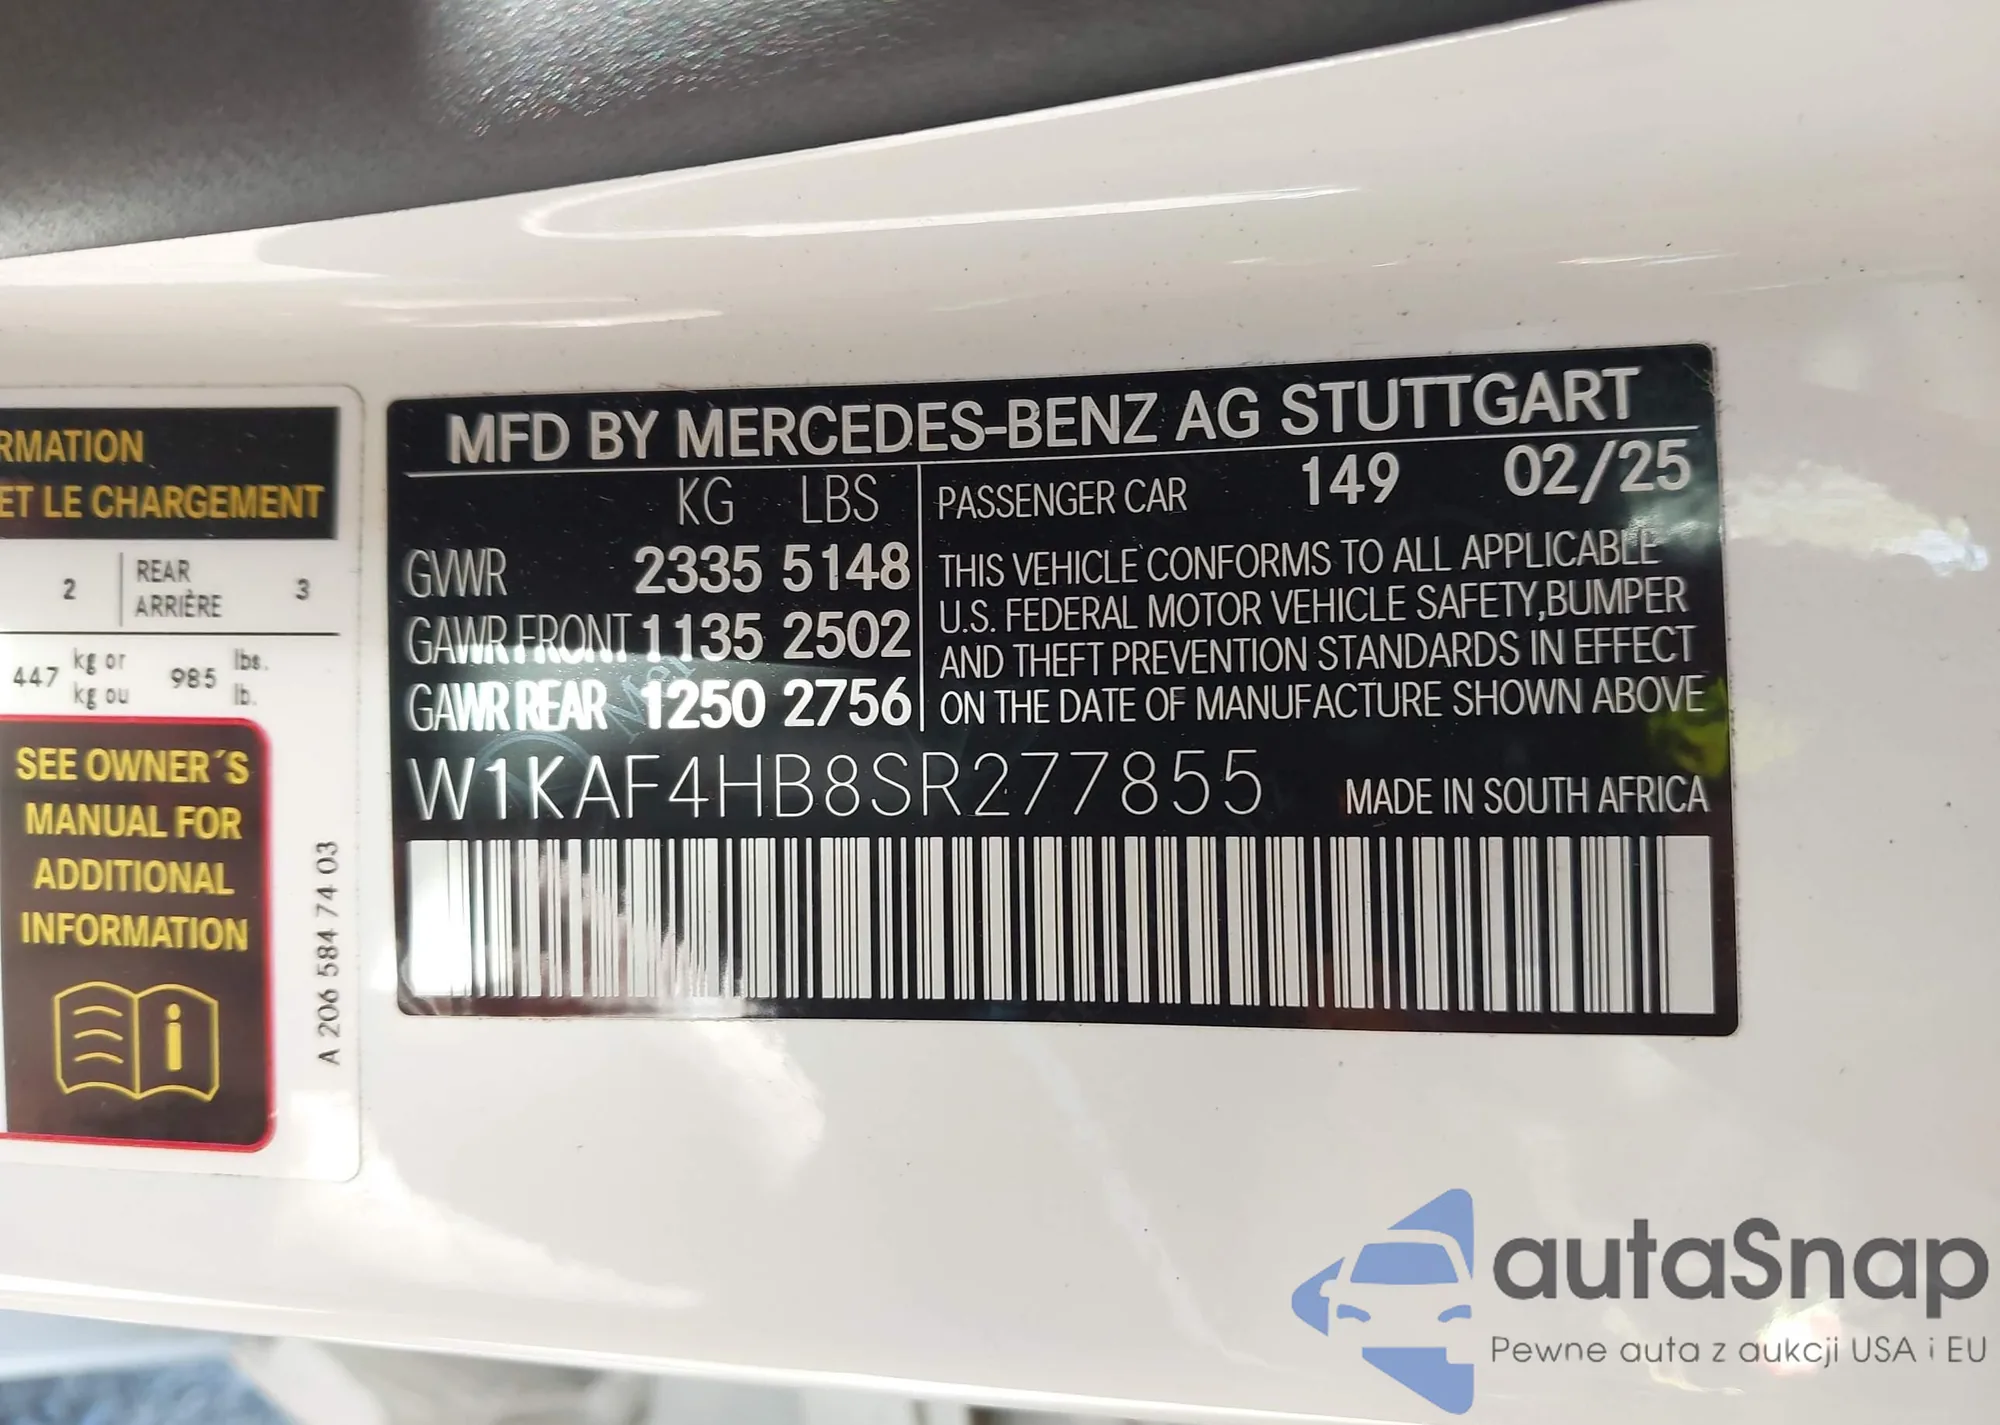 RMATION
ET LE CHARGEMENT
2 REAR ARRIÈRE 3
447 kg or kg ou 985 lbs. lb.
SEE OWNER´S
MANUAL FOR
ADDITIONAL
INFORMATION
A 206 584 74 03
MFD BY MERCEDES-BENZ AG STUTTGART
KG LBS
GVWR 2335 5148
GAWR FRONT 1135 2502
GAWR REAR 1250 2756
PASSENGER CAR 149 02/25
THIS VEHICLE CONFORMS TO ALL APPLICABLE
U.S. FEDERAL MOTOR VEHICLE SAFETY,BUMPER
AND THEFT PREVENTION STANDARDS IN EFFECT
ON THE DATE OF MANUFACTURE SHOWN ABOVE
W1KAF4HB8SR277855
MADE IN SOUTH AFRICA
autaSnap
Pewne auta z aukcji USA i EU